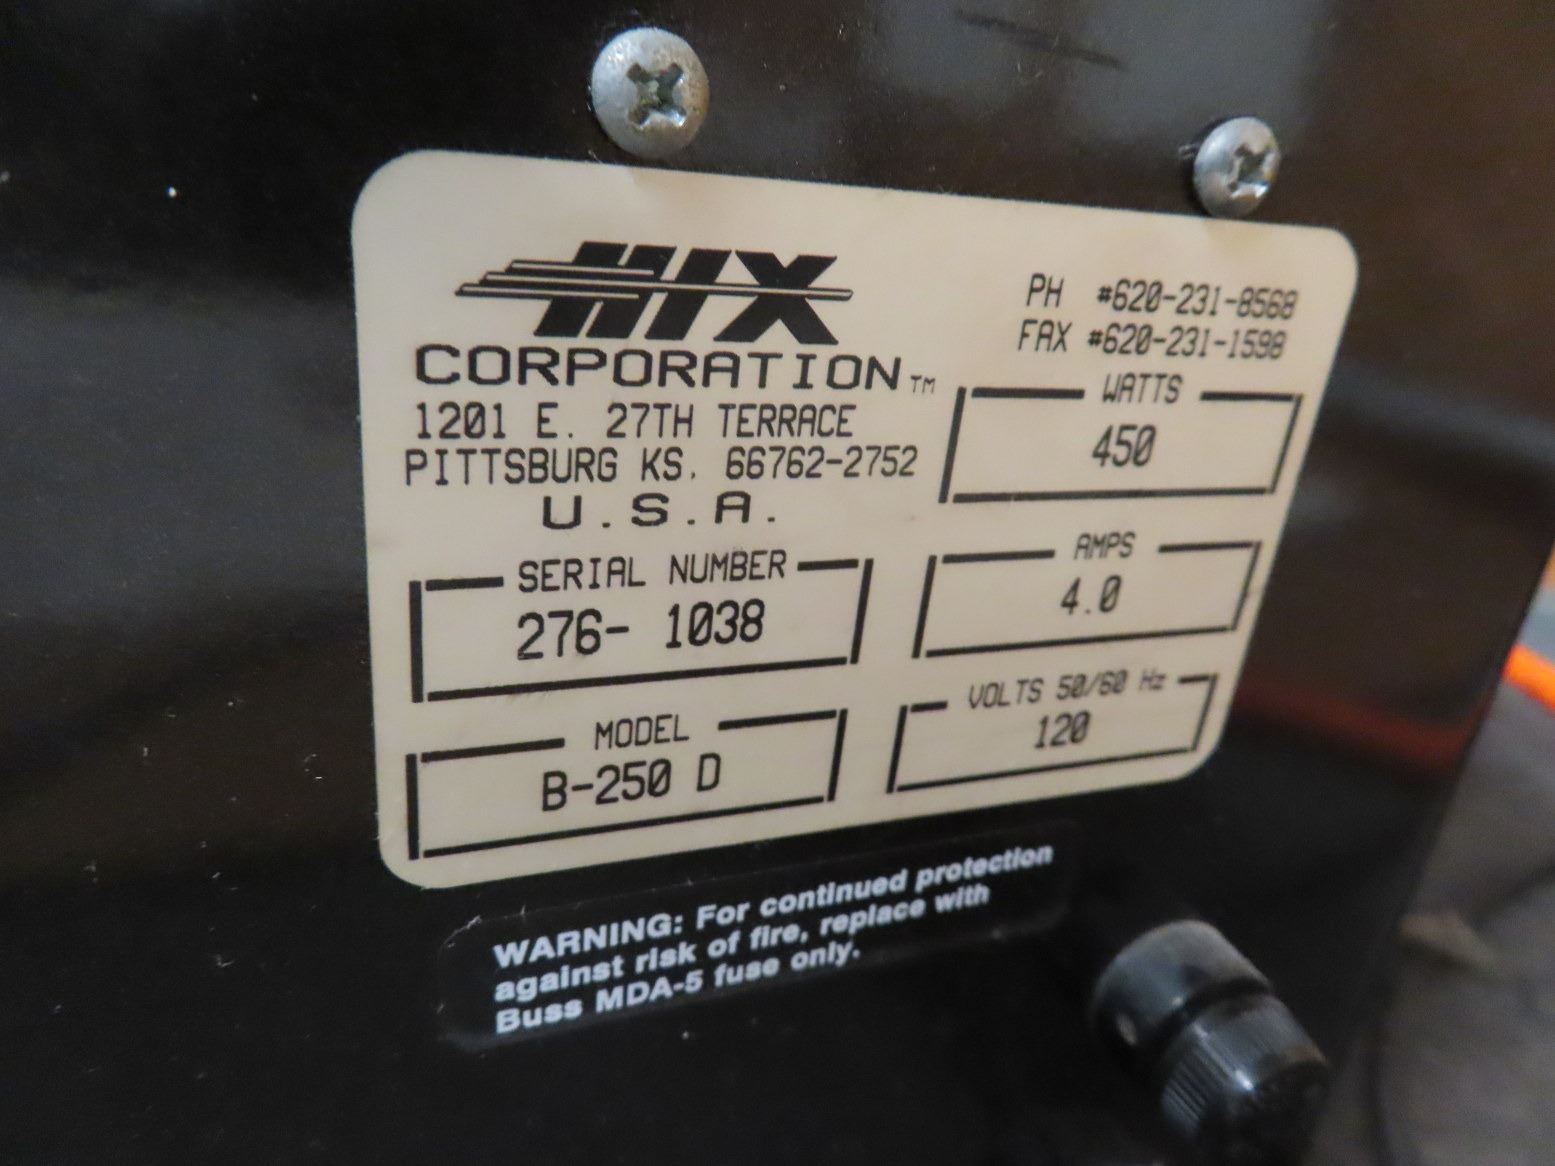 HIX
CORPORATION™
1201 E. 27TH TERRACE
PITTSBURG KS. 66762-2752
U.S.A.
PH #620-231-8568
FAX #620-231-1598
WATTS
450
SERIAL NUMBER
276- 1038
AMPS
4.0
MODEL
B-250 D
VOLTS 50/60 Hz
120
WARNING: For continued protection
against risk of fire, replace with
Buss MDA-5 fuse only.